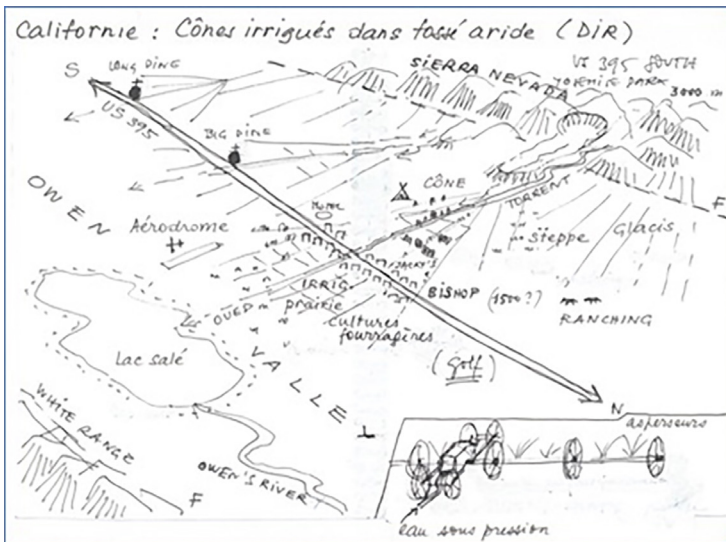 Californie : Cônes irrigués dans fossé aride (DIR)
S
LONG PINE
SIERRA NEVADA
US 395 SOUTH
YOSEMITE PARK
3000 m
US 395
BIG PINE
OWEN
CÔNE
TORRENT
F
Aérodrome
Motel
Steppe
Glacis
IRRIG
BISHOP (1500 ?)
RANCHING
OUED
prairie
cultures
fourragères
Lac salé
VALLE
(Golf)
N
WHITE RANGE
asperseurs
OWEN'S RIVER
F
eau sous pression